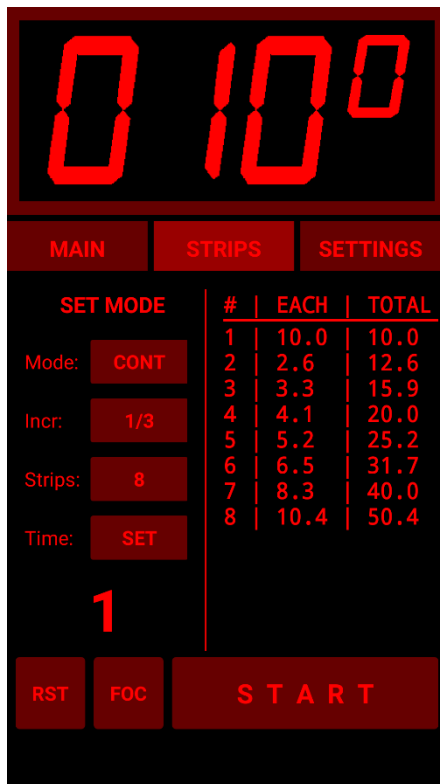 010⁰
MAIN STRIPS SETTINGS
SET MODE
Mode: CONT
Incr: 1/3
Strips: 8
Time: SET
1
# | EACH | TOTAL
1 | 10.0 | 10.0
2 | 2.6 | 12.6
3 | 3.3 | 15.9
4 | 4.1 | 20.0
5 | 5.2 | 25.2
6 | 6.5 | 31.7
7 | 8.3 | 40.0
8 | 10.4 | 50.4
RST FOC START